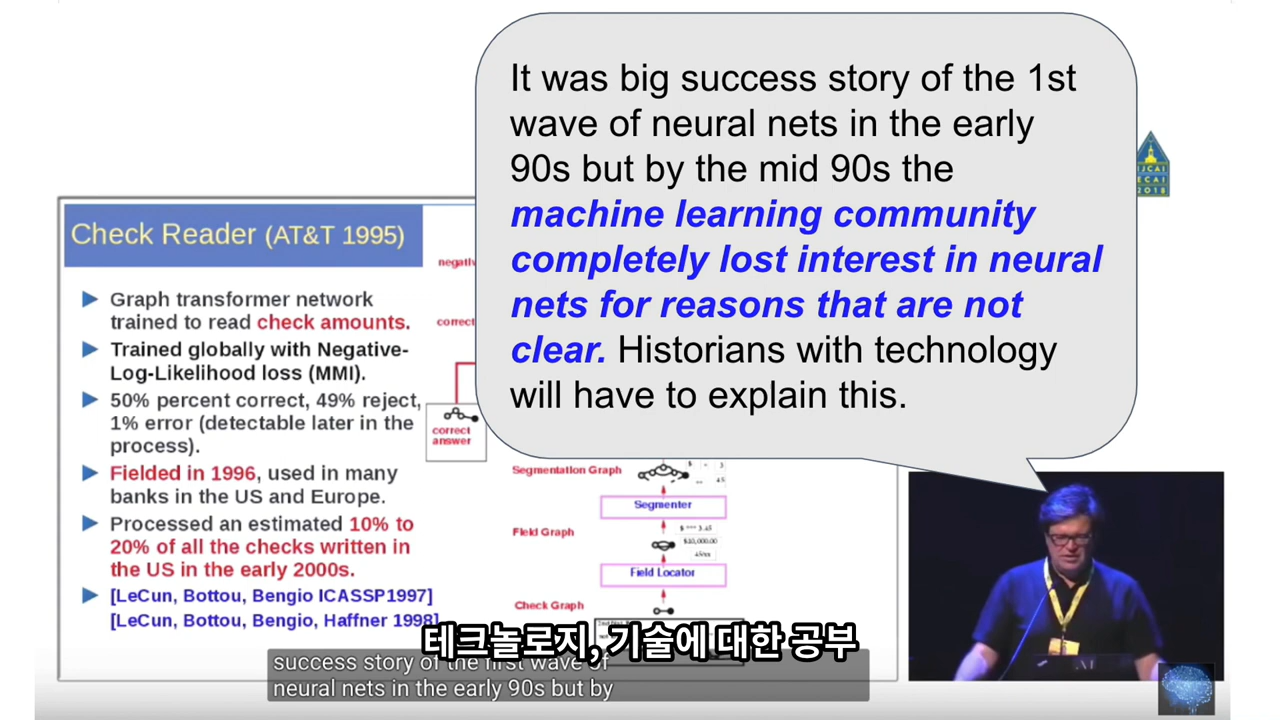 It was big success story of the 1st
wave of neural nets in the early
90s but by the mid 90s the
machine learning community
completely lost interest in neural
nets for reasons that are not
clear. Historians with technology
will have to explain this.
IJCAI
ECAI
2018
Check Reader (AT&T 1995)
Graph transformer network
trained to read check amounts.
Trained globally with Negative-
Log-Likelihood loss (MMI).
50% percent correct, 49% reject,
1% error (detectable later in the
process).
Fielded in 1996, used in many
banks in the US and Europe.
Processed an estimated 10% to
20% of all the checks written in
the US in the early 2000s.
[LeCun, Bottou, Bengio ICASSP1997]
[LeCun, Bottou, Bengio, Haffner 1998]
correct
answer
Segmentation Graph
Segmenter
Field Graph
$ *** 3.45
$10,000.00
Field Locator
Check Graph
테크놀로지, 기술에 대한 공부
success story of the first wave of
neural nets in the early 90s but by